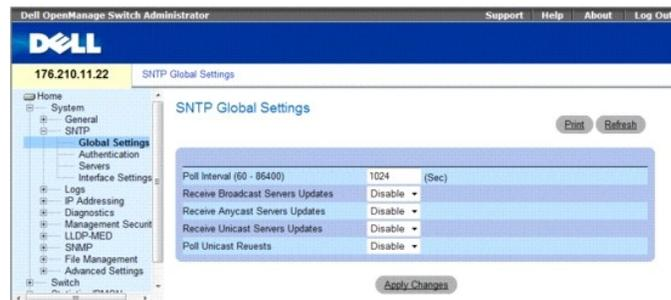 Dell OpenManage Switch Administrator Support Help About Log Out
DELL
176.210.11.22 SNTP Global Settings
Home
System
General
SNTP
Global Settings
Authentication
Servers
Interface Settings
Logs
IP Addressing
Diagnostics
Management Securit
LLDP-MED
SNMP
File Management
Advanced Settings
Switch
SNTP Global Settings
Print Refresh
Poll Interval (60 - 86400) 1024 (Sec)
Receive Broadcast Servers Updates Disable
Receive Anycast Servers Updates Disable
Receive Unicast Servers Updates Disable
Poll Unicast Reuests Disable
Apply Changes